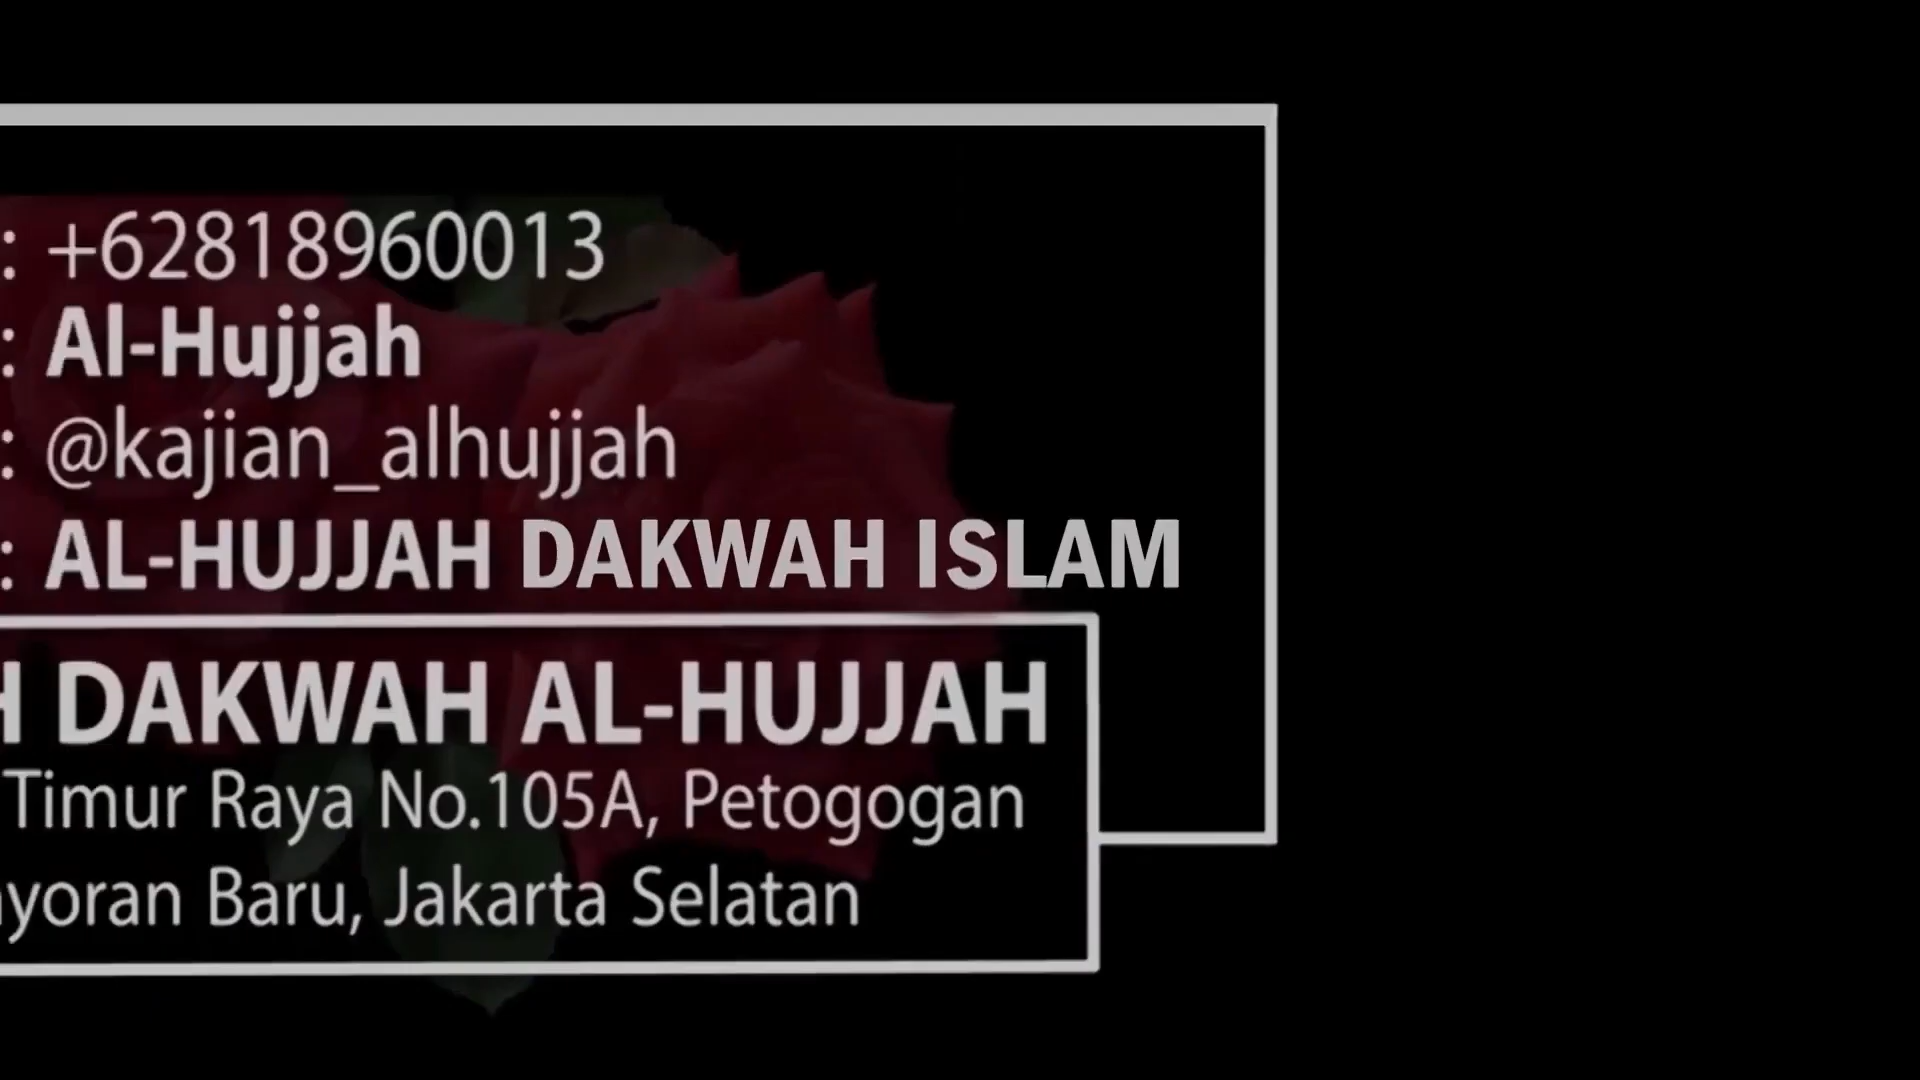 : +62818960013
: Al-Hujjah
: @kajian_alhujjah
: AL-HUJJAH DAKWAH ISLAM
DAKWAH AL-HUJJAH
Timur Raya No.105A, Petogogan
Baru, Jakarta Selatan